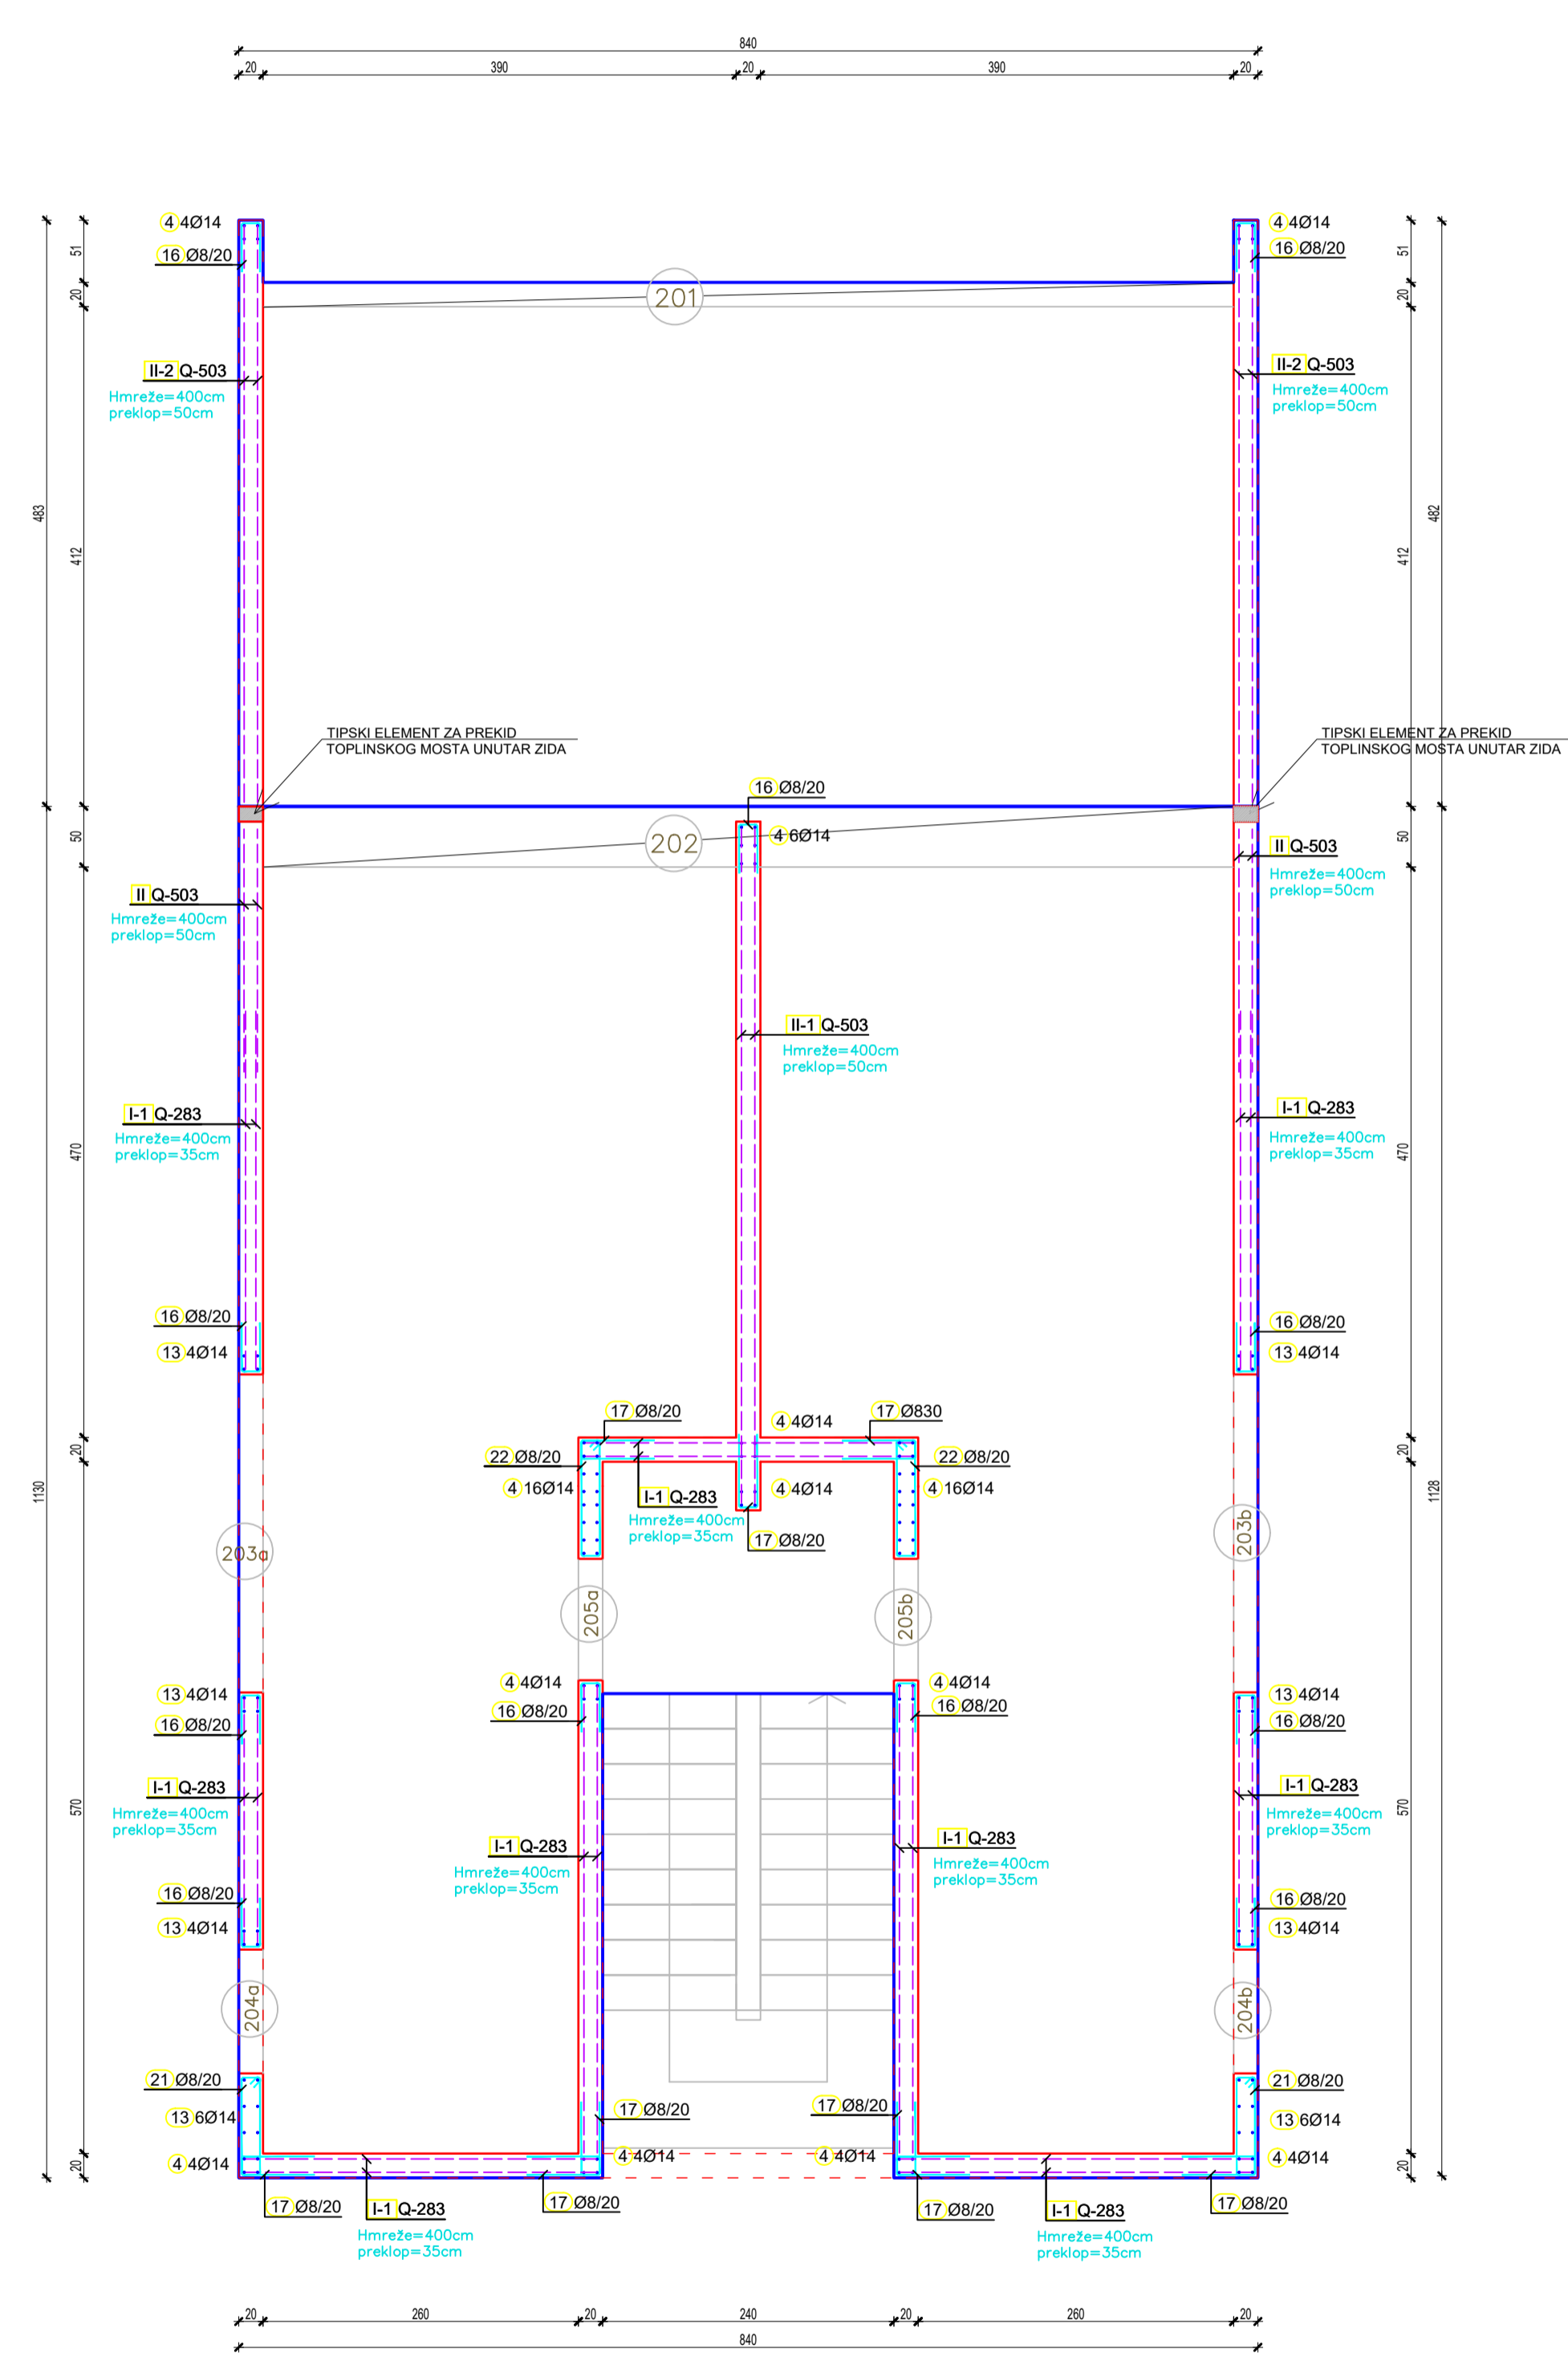 840
20 390 20 390 20
4 4Ø14
16 Ø8/20
4 4Ø14
16 Ø8/20
51
20
51
20
201
II-2 Q-503
Hmreže=400cm
preklop=50cm
II-2 Q-503
Hmreže=400cm
preklop=50cm
483
412
412
482
TIPSKI ELEMENT ZA PREKID
TOPLINSKOG MOSTA UNUTAR ZIDA
TIPSKI ELEMENT ZA PREKID
TOPLINSKOG MOSTA UNUTAR ZIDA
16 Ø8/20
4 6Ø14
202
50
50
II Q-503
Hmreže=400cm
preklop=50cm
II Q-503
Hmreže=400cm
preklop=50cm
II-1 Q-503
Hmreže=400cm
preklop=50cm
I-1 Q-283
Hmreže=400cm
preklop=35cm
I-1 Q-283
Hmreže=400cm
preklop=35cm
470
470
16 Ø8/20
13 4Ø14
16 Ø8/20
13 4Ø14
17 Ø8/20
4 4Ø14
17 Ø830
22 Ø8/20
4 16Ø14
22 Ø8/20
4 16Ø14
20
20
I-1 Q-283
Hmreže=400cm
preklop=35cm
4 4Ø14
17 Ø8/20
1130
1128
203a
203b
205a
205b
4 4Ø14
16 Ø8/20
4 4Ø14
16 Ø8/20
13 4Ø14
16 Ø8/20
13 4Ø14
16 Ø8/20
I-1 Q-283
Hmreže=400cm
preklop=35cm
I-1 Q-283
Hmreže=400cm
preklop=35cm
570
570
I-1 Q-283
Hmreže=400cm
preklop=35cm
I-1 Q-283
Hmreže=400cm
preklop=35cm
16 Ø8/20
13 4Ø14
16 Ø8/20
13 4Ø14
204a
204b
21 Ø8/20
13 6Ø14
4 4Ø14
21 Ø8/20
13 6Ø14
4 4Ø14
17 Ø8/20
4 4Ø14
17 Ø8/20
4 4Ø14
20
20
17 Ø8/20
I-1 Q-283
Hmreže=400cm
preklop=35cm
17 Ø8/20
17 Ø8/20
I-1 Q-283
Hmreže=400cm
preklop=35cm
17 Ø8/20
20 260 20 240 20 260 20
840